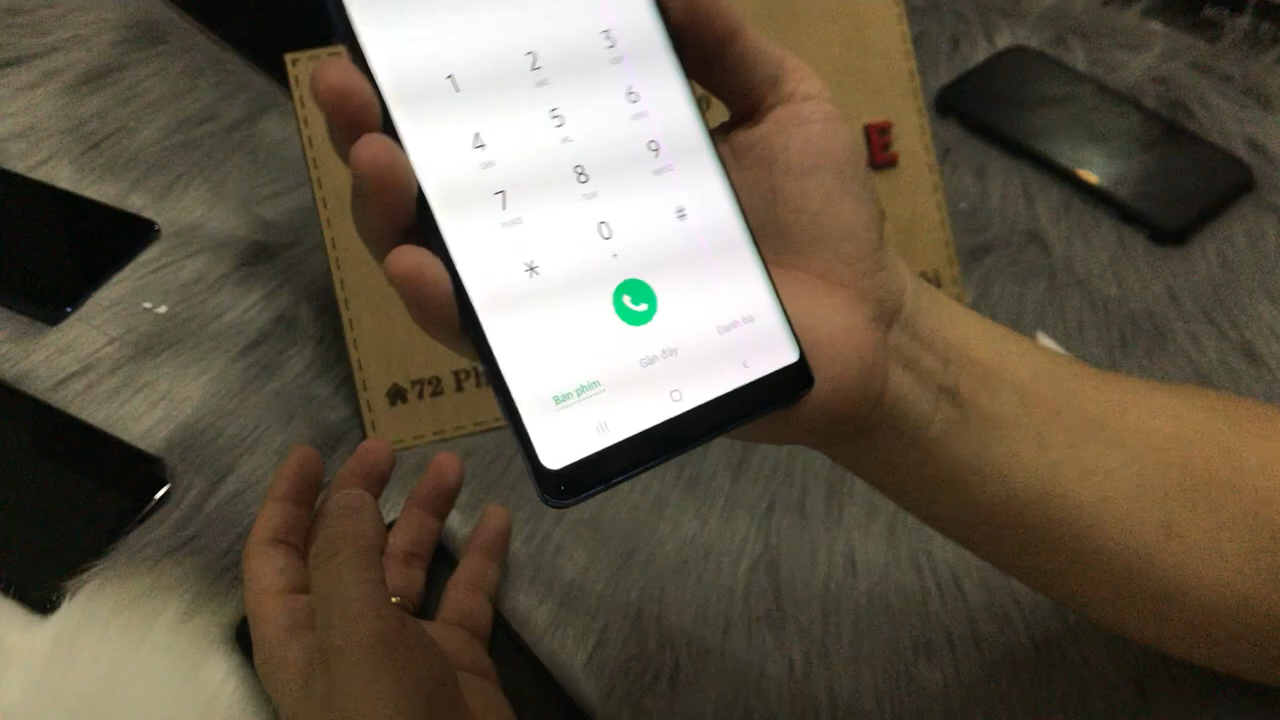 1 2 3
4 5 6
7 8 9
* 0 #
+
Bàn phím Gần đây Danh bạ
72 Ph
E